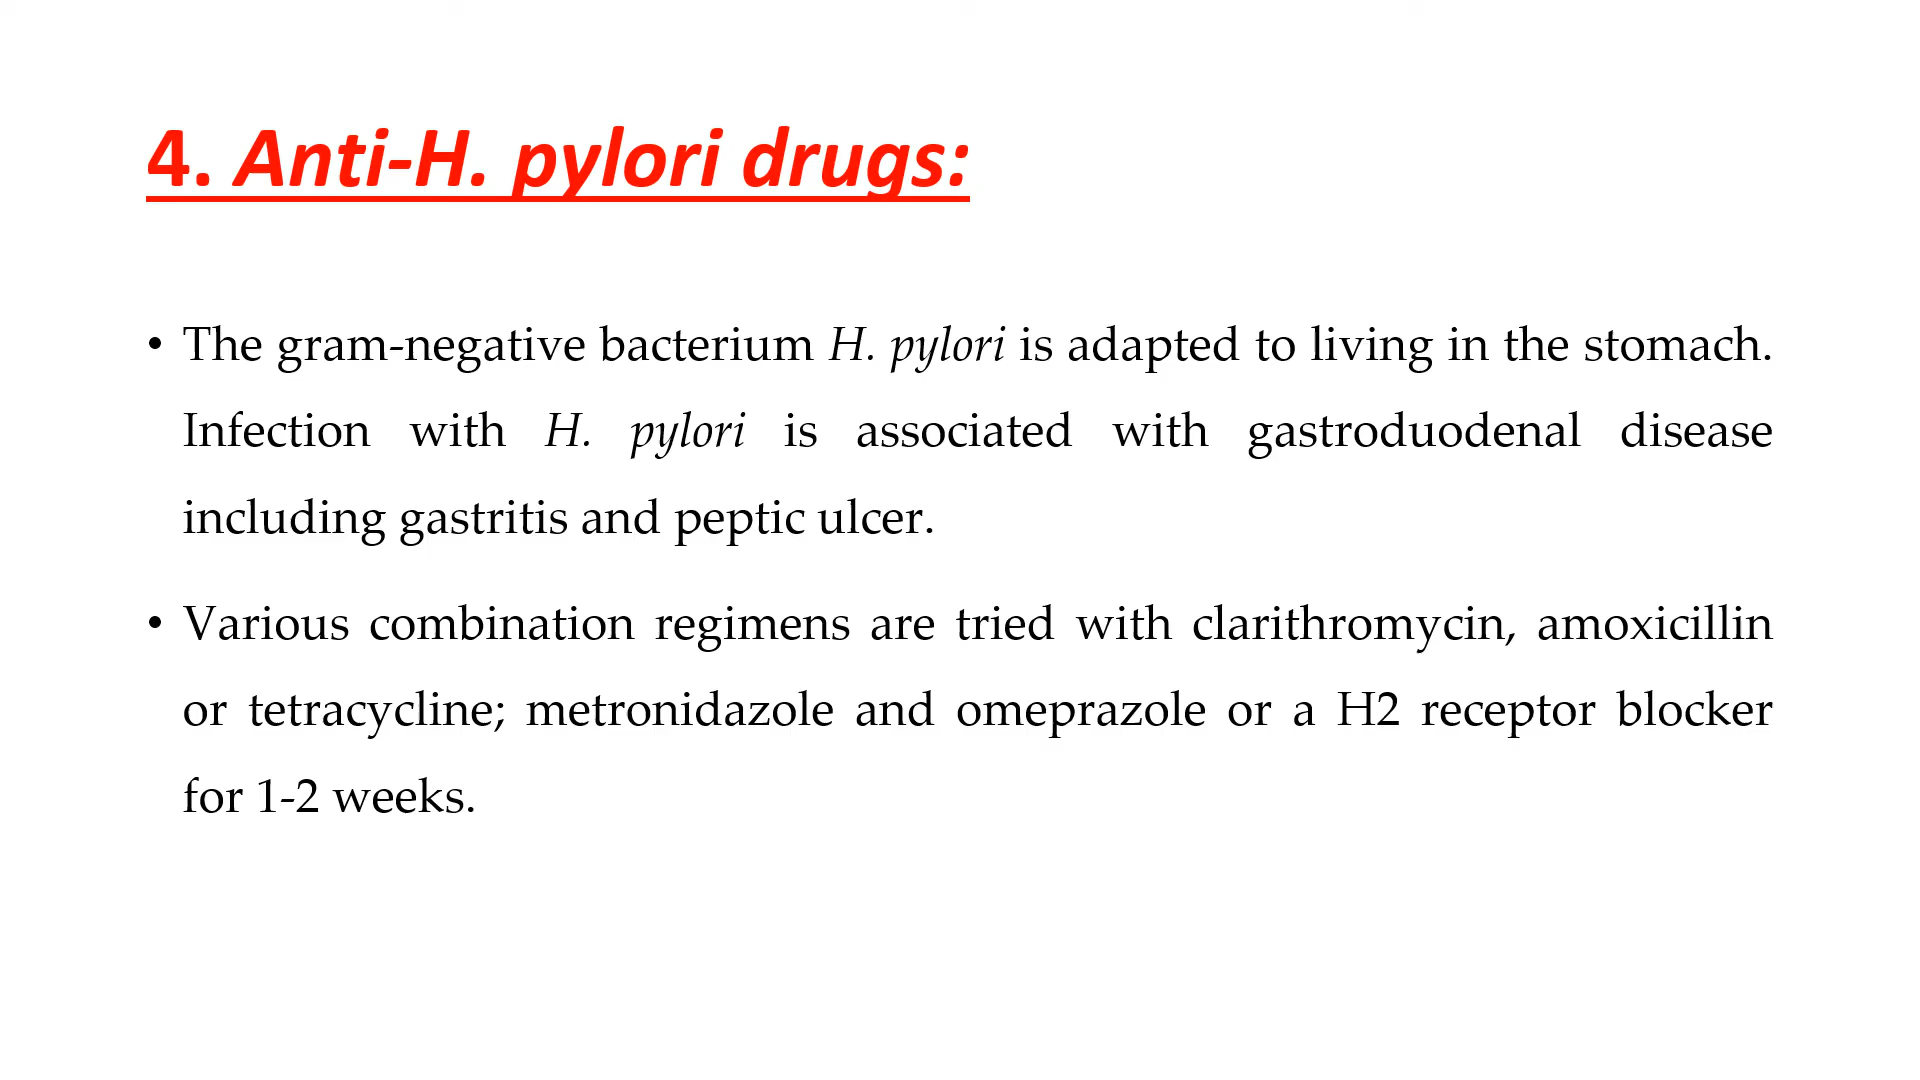 4. Anti-H. pylori drugs:
• The gram-negative bacterium H. pylori is adapted to living in the stomach.
Infection with H. pylori is associated with gastroduodenal disease
including gastritis and peptic ulcer.
• Various combination regimens are tried with clarithromycin, amoxicillin
or tetracycline; metronidazole and omeprazole or a H2 receptor blocker
for 1-2 weeks.